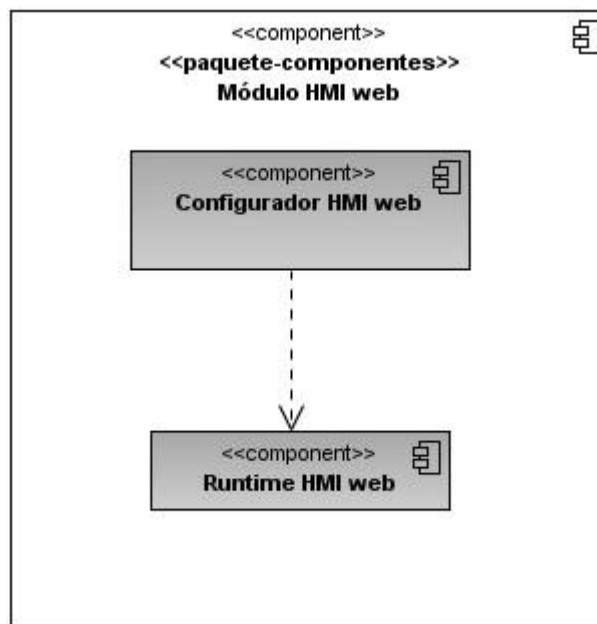 <<component>>
<<paquete-componentes>>
Módulo HMI web
<<component>>
Configurador HMI web
<<component>>
Runtime HMI web